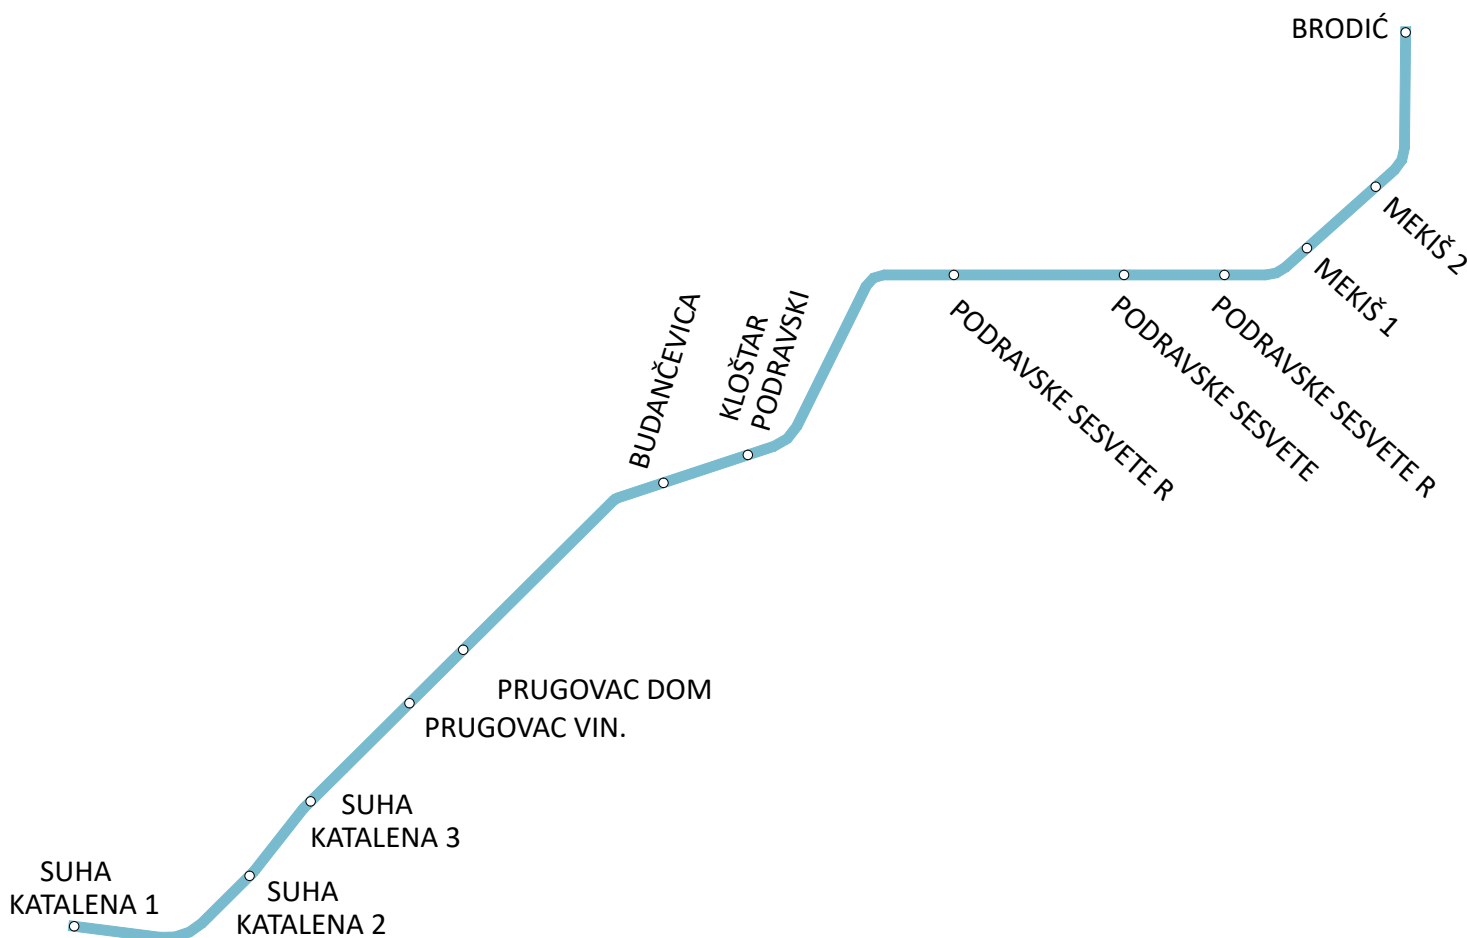 BRODIĆ
MEKIŠ 2
MEKIŠ 1
PODRAVSKE SESVETE R
PODRAVSKE SESVETE
PODRAVSKE SESVETE R
KLOŠTAR
PODRAVSKI
BUDANČEVICA
PRUGOVAC DOM
PRUGOVAC VIN.
SUHA
KATALENA 3
SUHA
KATALENA 2
SUHA
KATALENA 1